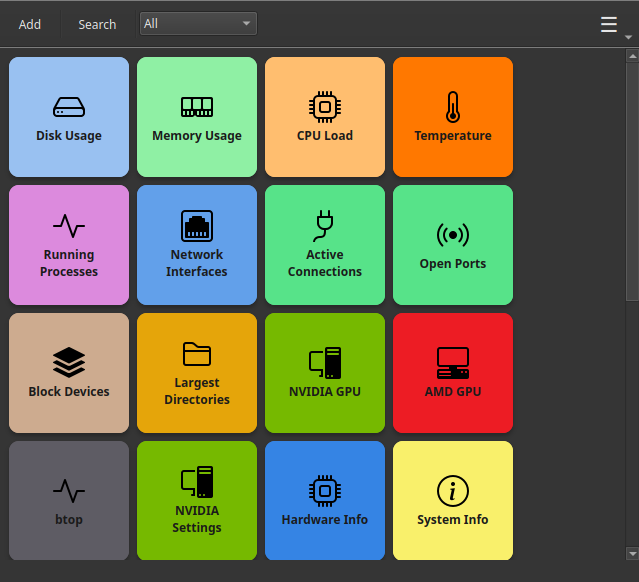 Add
Search
All
Disk Usage
Memory Usage
CPU Load
Temperature
Running
Processes
Network
Interfaces
Active
Connections
Open Ports
Block Devices
Largest
Directories
NVIDIA GPU
AMD GPU
btop
NVIDIA
Settings
Hardware Info
System Info